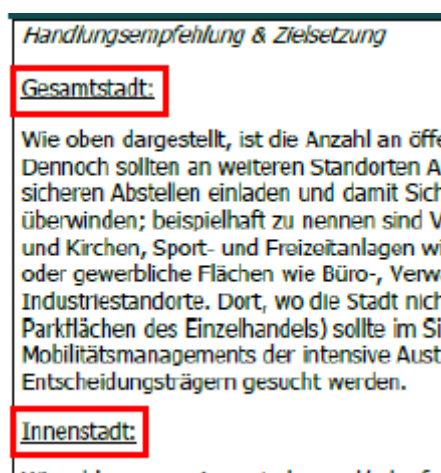 Handlungsempfehlung & Zielsetzung
Gesamtstadt:
Wie oben dargestellt, ist die Anzahl an öffe
Dennoch sollten an weiteren Standorten A
sicheren Abstellen einladen und damit Sich
überwinden; beispielhaft zu nennen sind V
und Kirchen, Sport- und Freizeitanlagen wi
oder gewerbliche Flächen wie Büro-, Verwa
Industriestandorte. Dort, wo die Stadt nich
Parkflächen des Einzelhandels) sollte im Si
Mobilitätsmanagements der intensive Aust
Entscheidungsträgern gesucht werden.
Innenstadt: